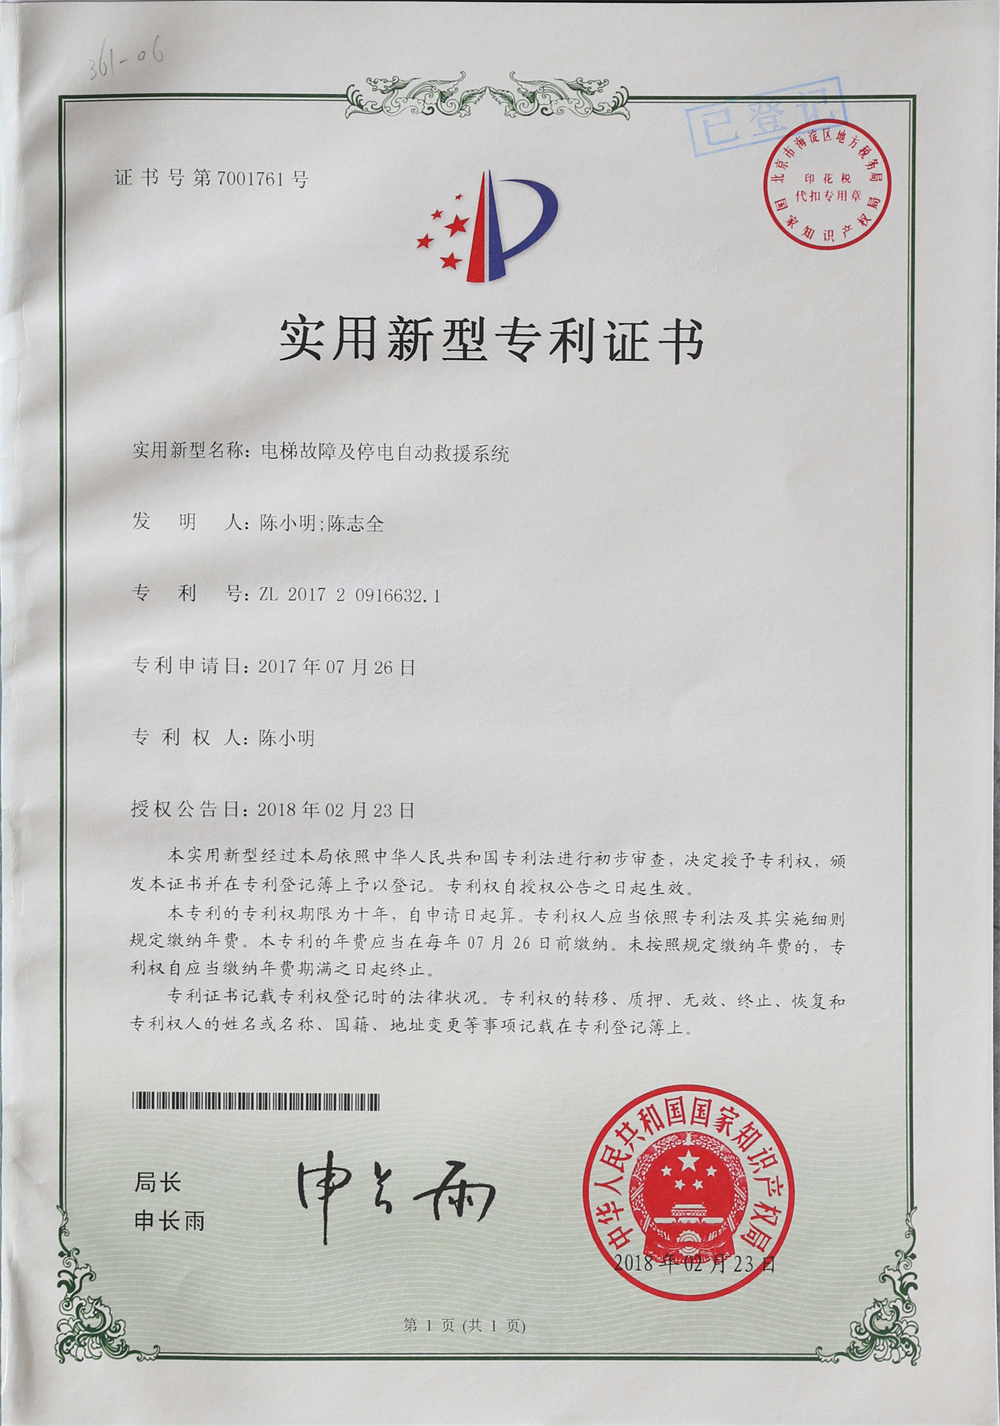 361-06
已登记
北京市海淀区地方税务局
印花税
代扣专用章
国家知识产权局
证书号第7001761号
实用新型专利证书
实用新型名称：电梯故障及停电自动救援系统
发明人：陈小明;陈志全
专利号：ZL 2017 2 0916632.1
专利申请日：2017年07月26日
专利权人：陈小明
授权公告日：2018年02月23日
本实用新型经过本局依照中华人民共和国专利法进行初步审查，决定授予专利权，颁
发本证书并在专利登记簿上予以登记。专利权自授权公告之日起生效。
本专利的专利权期限为十年，自申请日起算。专利权人应当依照专利法及其实施细则
规定缴纳年费。本专利的年费应当在每年07月26日前缴纳。未按照规定缴纳年费的，专
利权自应当缴纳年费期满之日起终止。
专利证书记载专利权登记时的法律状况。专利权的转移、质押、无效、终止、恢复和
专利权人的姓名或名称、国籍、地址变更等事项记载在专利登记簿上。
局长
申长雨
申长雨
中华人民共和国国家知识产权局
2018年02月23日
第1页(共1页)